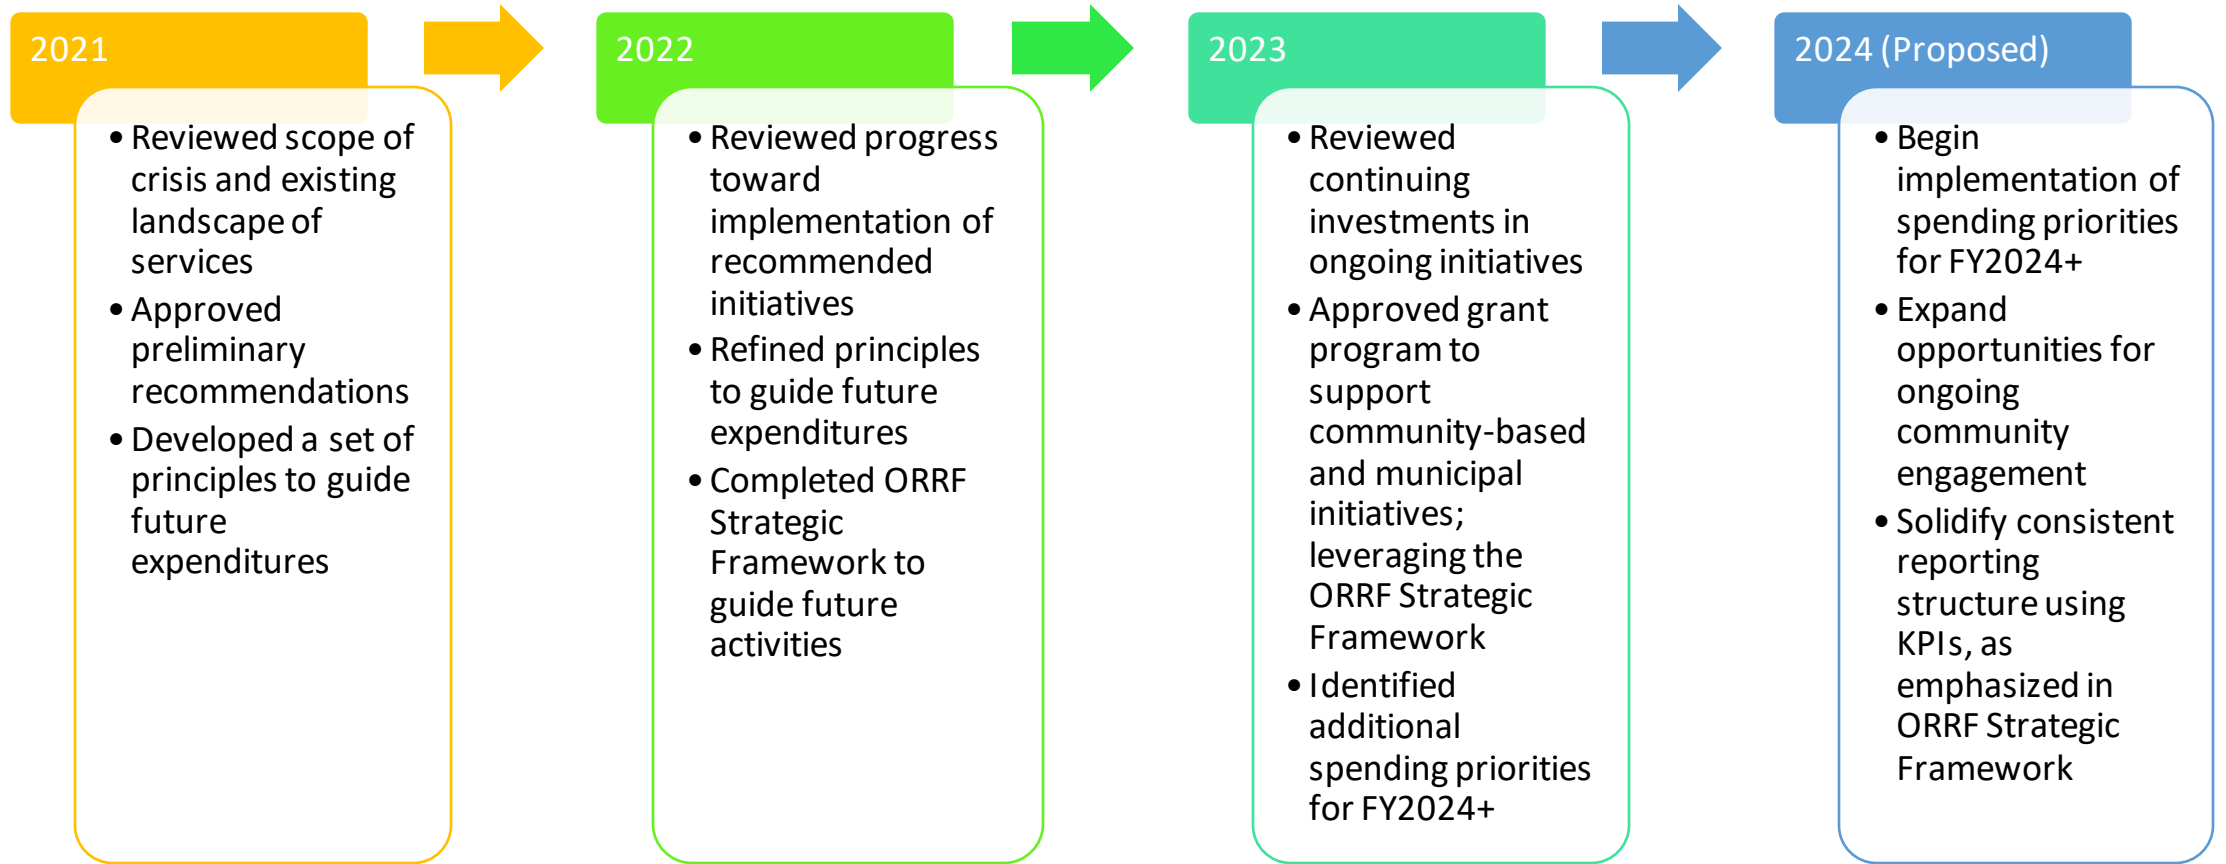 2021
• Reviewed scope of
crisis and existing
landscape of
services
• Approved
preliminary
recommendations
• Developed a set of
principles to guide
future
expenditures
2022
• Reviewed progress
toward
implementation of
recommended
initiatives
• Refined principles
to guide future
expenditures
• Completed ORRF
Strategic
Framework to
guide future
activities
2023
• Reviewed
continuing
investments in
ongoing initiatives
• Approved grant
program to
support
community-based
and municipal
initiatives;
leveraging the
ORRF Strategic
Framework
• Identified
additional
spending priorities
for FY2024+
2024 (Proposed)
• Begin
implementation of
spending priorities
for FY2024+
• Expand
opportunities for
ongoing
community
engagement
• Solidify consistent
reporting
structure using
KPIs, as
emphasized in
ORRF Strategic
Framework